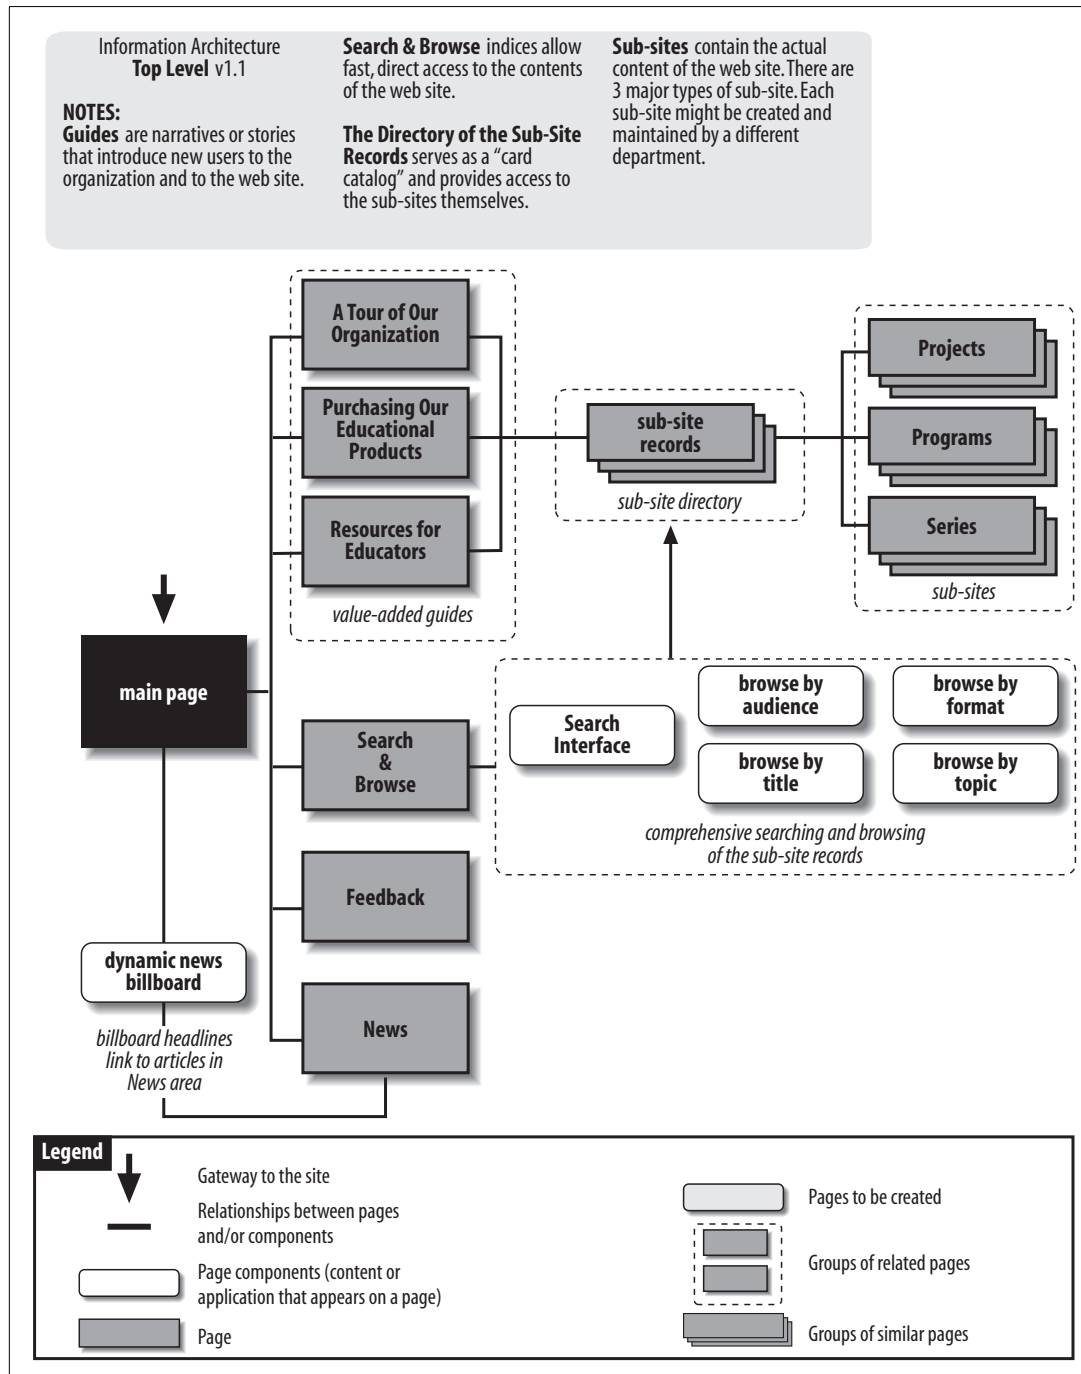 Information Architecture
Top Level v1.1
NOTES:
Guides are narratives or stories
that introduce new users to the
organization and to the web site.
Search & Browse indices allow
fast, direct access to the contents
of the web site.
The Directory of the Sub-Site
Records serves as a “card
catalog” and provides access to
the sub-sites themselves.
Sub-sites contain the actual
content of the web site. There are
3 major types of sub-site. Each
sub-site might be created and
maintained by a different
department.
A Tour of Our
Organization
Purchasing Our
Educational
Products
Resources for
Educators
value-added guides
sub-site
records
sub-site directory
Projects
Programs
Series
sub-sites
main page
Search
&
Browse
Search
Interface
browse by
audience
browse by
format
browse by
title
browse by
topic
comprehensive searching and browsing
of the sub-site records
Feedback
dynamic news
billboard
billboard headlines
link to articles in
News area
News
Legend
Gateway to the site
Relationships between pages
and/or components
Page components (content or
application that appears on a page)
Page
Pages to be created
Groups of related pages
Groups of similar pages